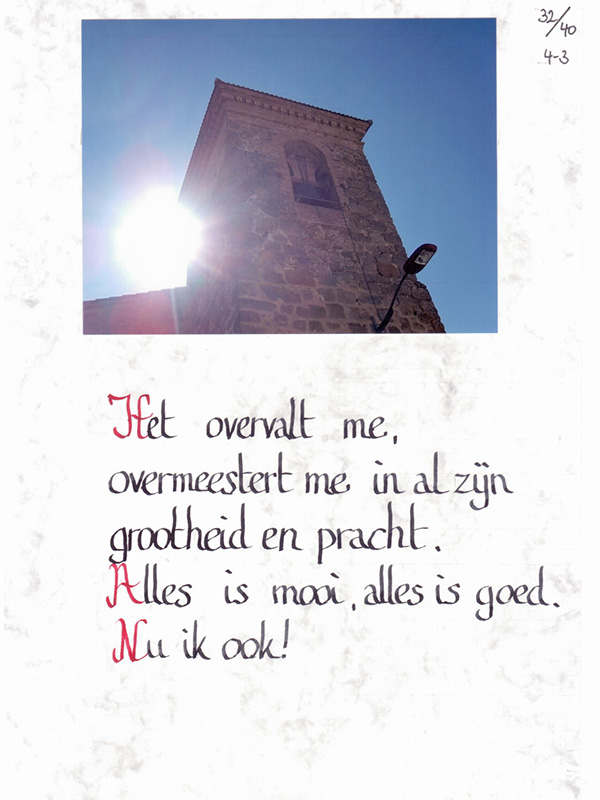 32/40
4-3
Het overvalt me,
overmeestert me in al zijn
grootheid en pracht.
Alles is mooi, alles is goed.
Nu ik ook!